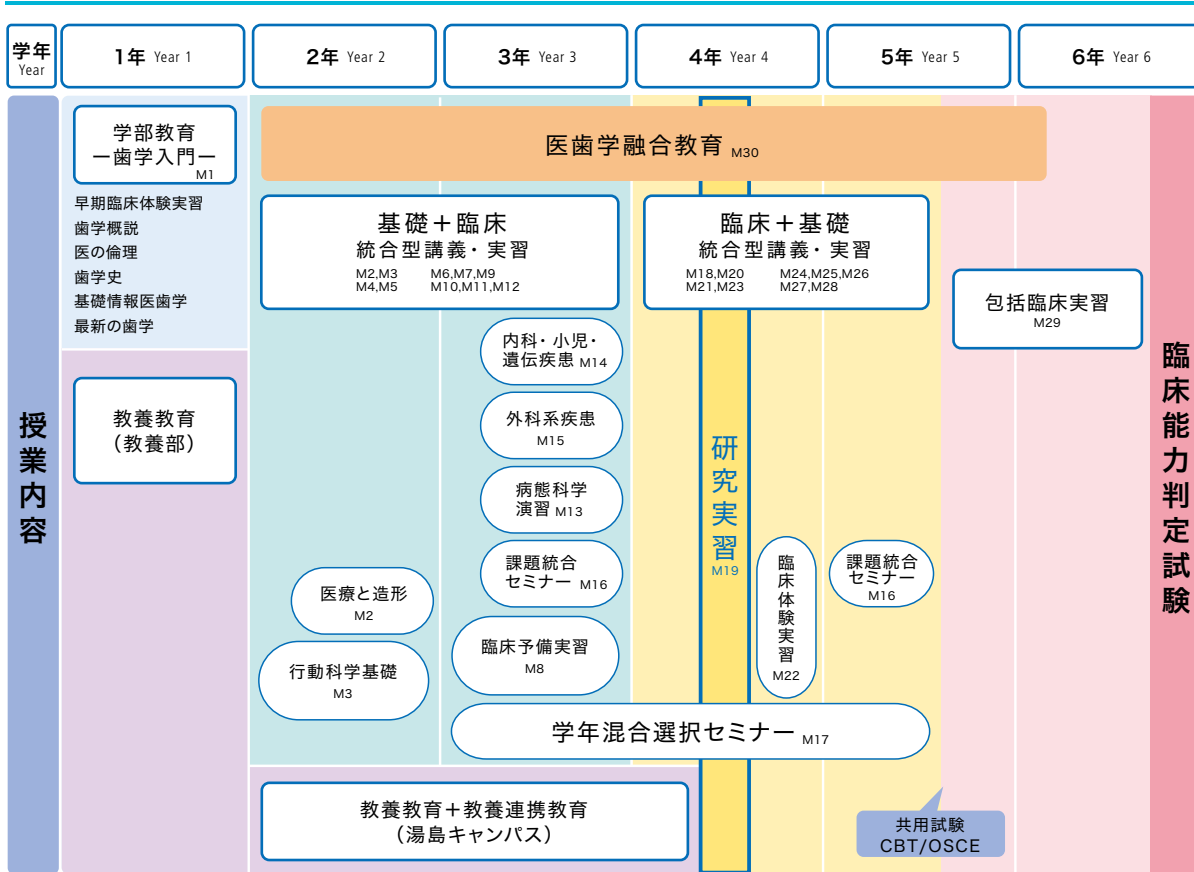 学年
Year
1年 Year 1
2年 Year 2
3年 Year 3
4年 Year 4
5年 Year 5
6年 Year 6
授業内容
学部教育
ー歯学入門ー
M1
早期臨床体験実習
歯学概説
医の倫理
歯学史
基礎情報医歯学
最新の歯学
教養教育
（教養部）
医歯学融合教育 M30
基礎＋臨床
統合型講義・実習
M2,M3 M6,M7,M9
M4,M5 M10,M11,M12
臨床＋基礎
統合型講義・実習
M18,M20 M24,M25,M26
M21,M23 M27,M28
包括臨床実習
M29
内科・小児・
遺伝疾患 M14
外科系疾患
M15
病態科学
演習 M13
課題統合
セミナー M16
臨床予備実習
M8
医療と造形
M2
行動科学基礎
M3
研究実習
M19
臨床体験実習
M22
課題統合
セミナー M16
学年混合選択セミナー M17
教養教育＋教養連携教育
（湯島キャンパス）
共用試験
CBT/OSCE
臨床能力判定試験